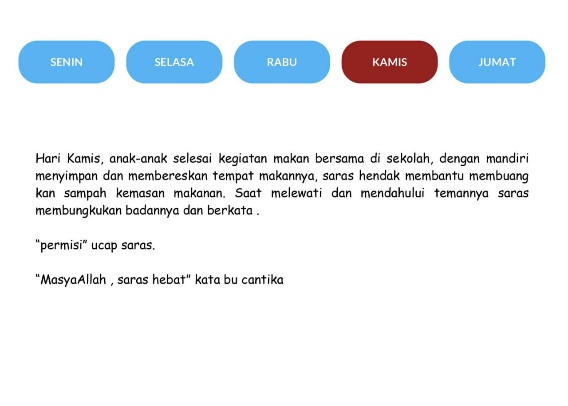 SENIN SELASA RABU KAMIS JUMAT
Hari Kamis, anak-anak selesai kegiatan makan bersama di sekolah, dengan mandiri
menyimpan dan membereskan tempat makannya, saras hendak membantu membuang
kan sampah kemasan makanan. Saat melewati dan mendahului temannya saras
membungkukan badannya dan berkata .
“permisi” ucap saras.
“MasyaAllah , saras hebat” kata bu cantika